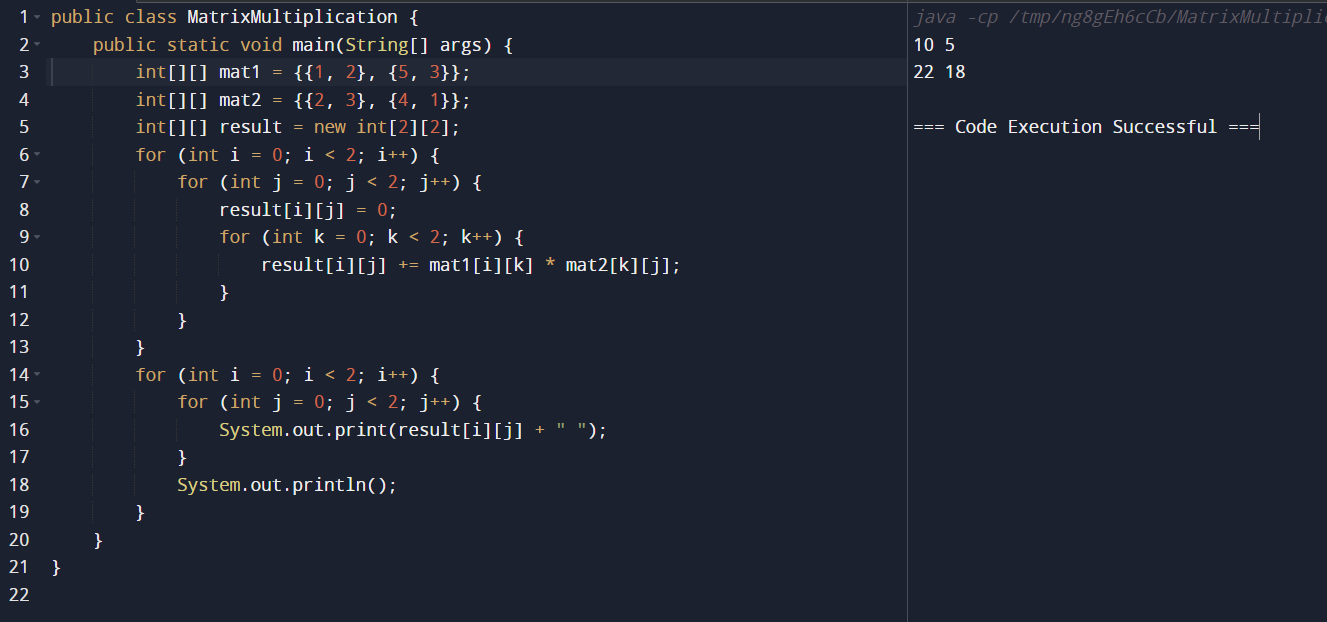 1 public class MatrixMultiplication {
2     public static void main(String[] args) {
3         int[][] mat1 = {{1, 2}, {5, 3}};
4         int[][] mat2 = {{2, 3}, {4, 1}};
5         int[][] result = new int[2][2];
6         for (int i = 0; i < 2; i++) {
7             for (int j = 0; j < 2; j++) {
8                 result[i][j] = 0;
9                 for (int k = 0; k < 2; k++) {
10                     result[i][j] += mat1[i][k] * mat2[k][j];
11                 }
12             }
13         }
14         for (int i = 0; i < 2; i++) {
15             for (int j = 0; j < 2; j++) {
16                 System.out.print(result[i][j] + " ");
17             }
18             System.out.println();
19         }
20     }
21 }
22
java -cp /tmp/ng8gEh6cCb/MatrixMultipli
10 5
22 18
=== Code Execution Successful ===